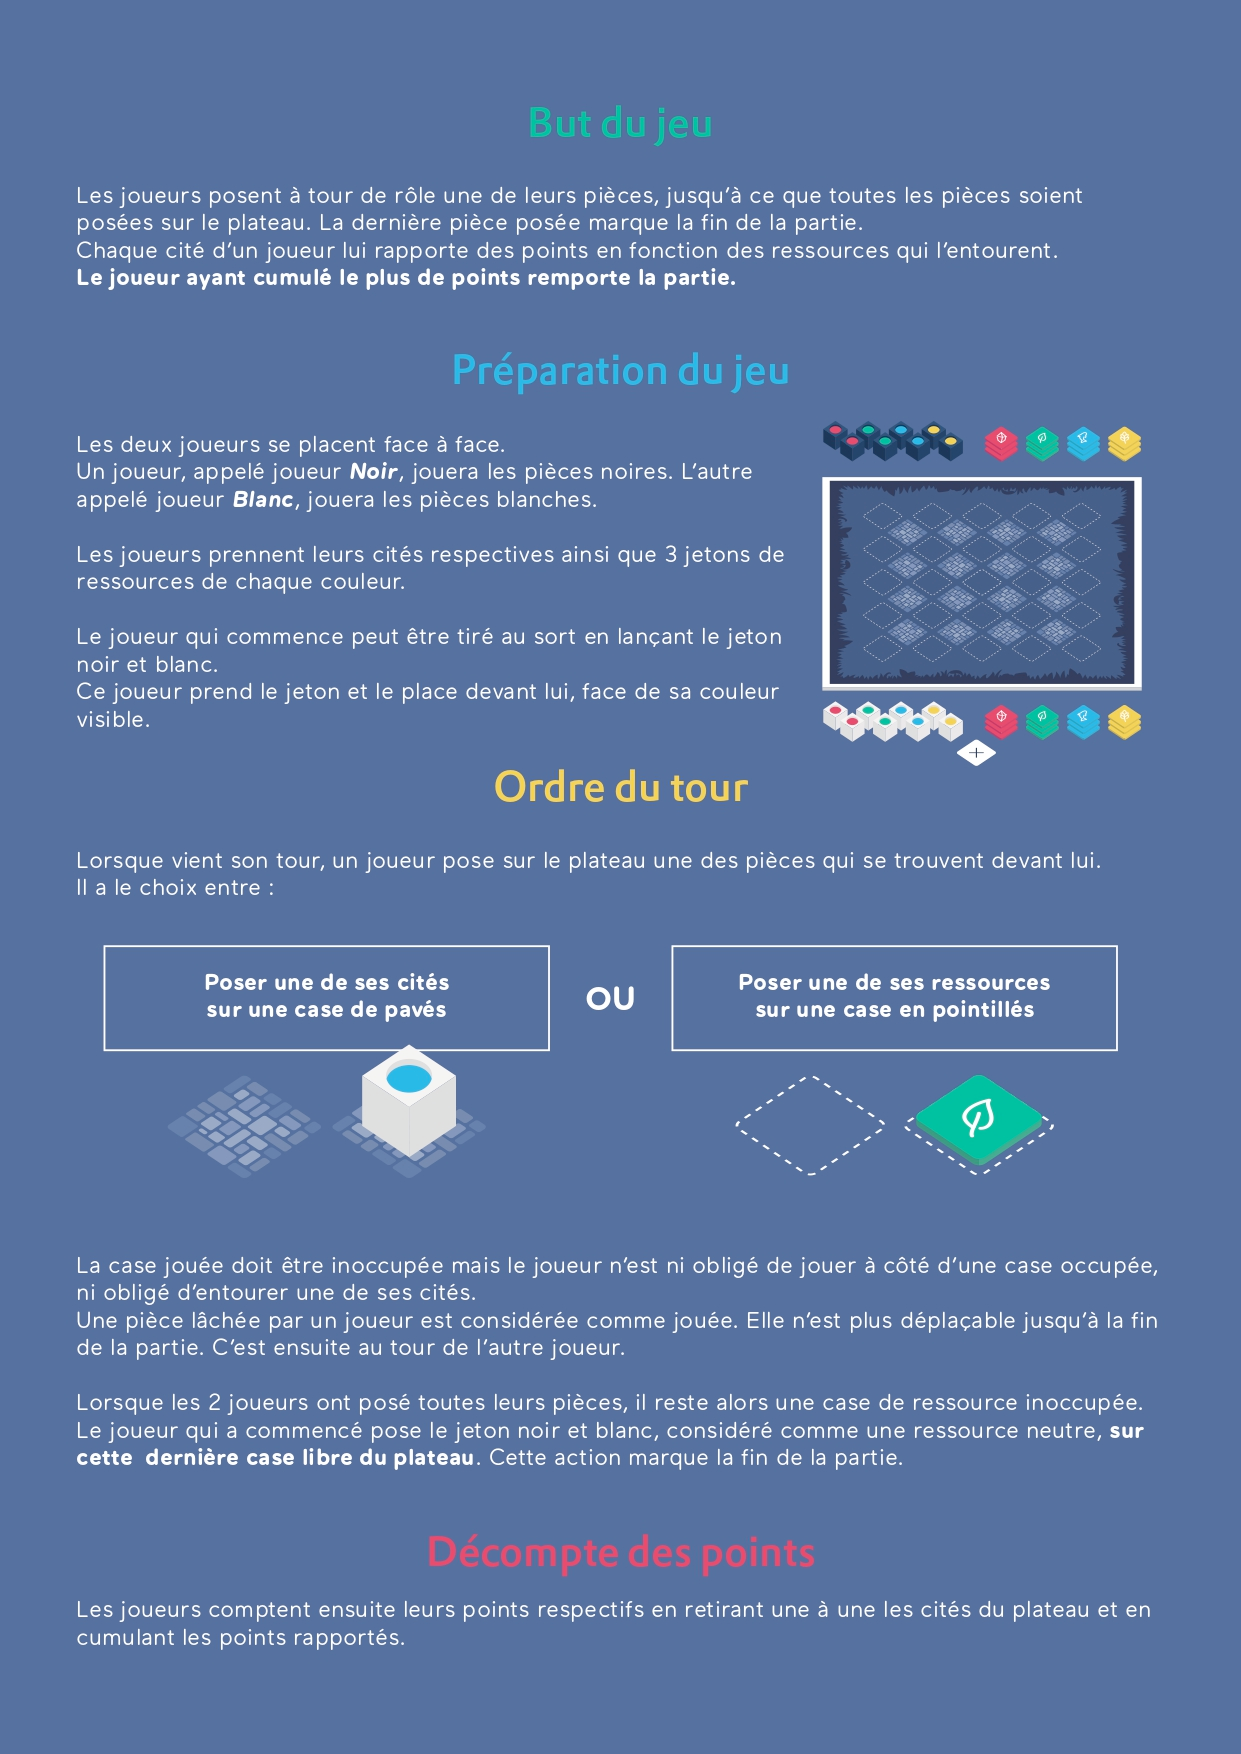 But du jeu
Les joueurs posent à tour de rôle une de leurs pièces, jusqu’à ce que toutes les pièces soient
posées sur le plateau. La dernière pièce posée marque la fin de la partie.
Chaque cité d’un joueur lui rapporte des points en fonction des ressources qui l’entourent.
Le joueur ayant cumulé le plus de points remporte la partie.
Préparation du jeu
Les deux joueurs se placent face à face.
Un joueur, appelé joueur Noir, jouera les pièces noires. L’autre
appelé joueur Blanc, jouera les pièces blanches.
Les joueurs prennent leurs cités respectives ainsi que 3 jetons de
ressources de chaque couleur.
Le joueur qui commence peut être tiré au sort en lançant le jeton
noir et blanc.
Ce joueur prend le jeton et le place devant lui, face de sa couleur
visible.
Ordre du tour
Lorsque vient son tour, un joueur pose sur le plateau une des pièces qui se trouvent devant lui.
Il a le choix entre :
Poser une de ses cités
sur une case de pavés
OU
Poser une de ses ressources
sur une case en pointillés
La case jouée doit être inoccupée mais le joueur n’est ni obligé de jouer à côté d’une case occupée,
ni obligé d’entourer une de ses cités.
Une pièce lâchée par un joueur est considérée comme jouée. Elle n’est plus déplaçable jusqu’à la fin
de la partie. C’est ensuite au tour de l’autre joueur.
Lorsque les 2 joueurs ont posé toutes leurs pièces, il reste alors une case de ressource inoccupée.
Le joueur qui a commencé pose le jeton noir et blanc, considéré comme une ressource neutre, sur
cette  dernière case libre du plateau. Cette action marque la fin de la partie.
Décompte des points
Les joueurs comptent ensuite leurs points respectifs en retirant une à une les cités du plateau et en
cumulant les points rapportés.